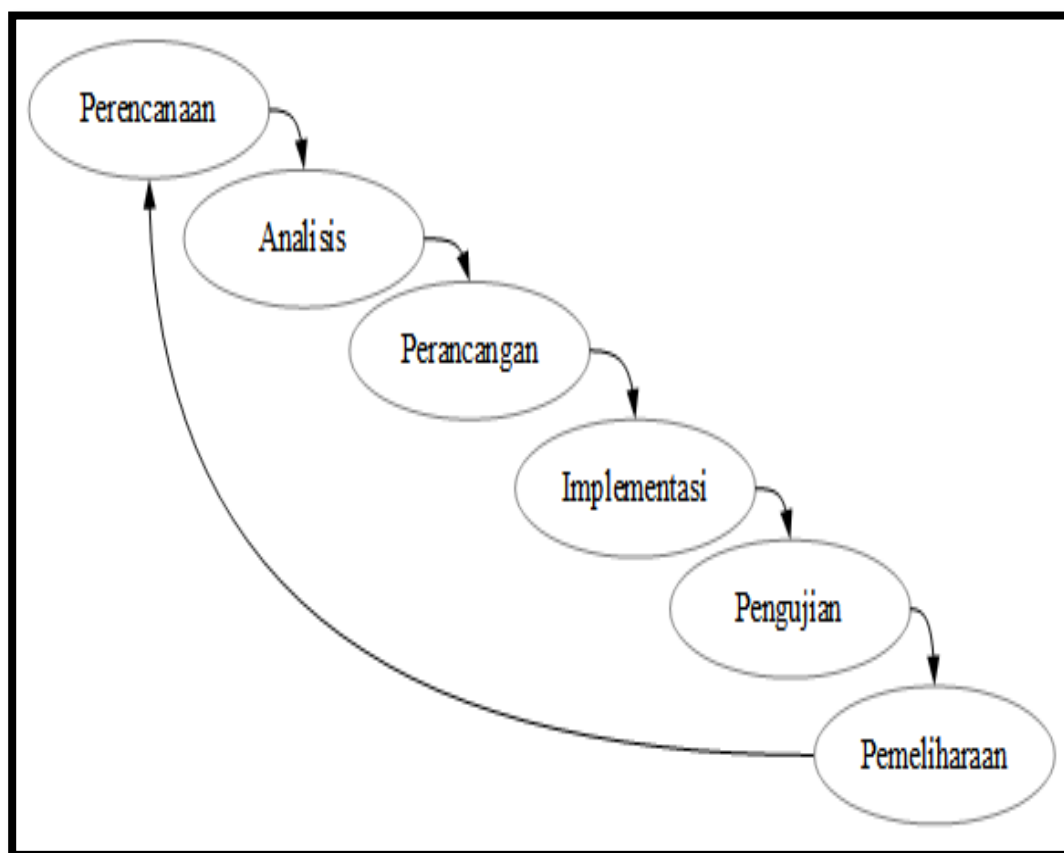 Perencanaan
Analisis
Perancangan
Implementasi
Pengujian
Pemeliharaan